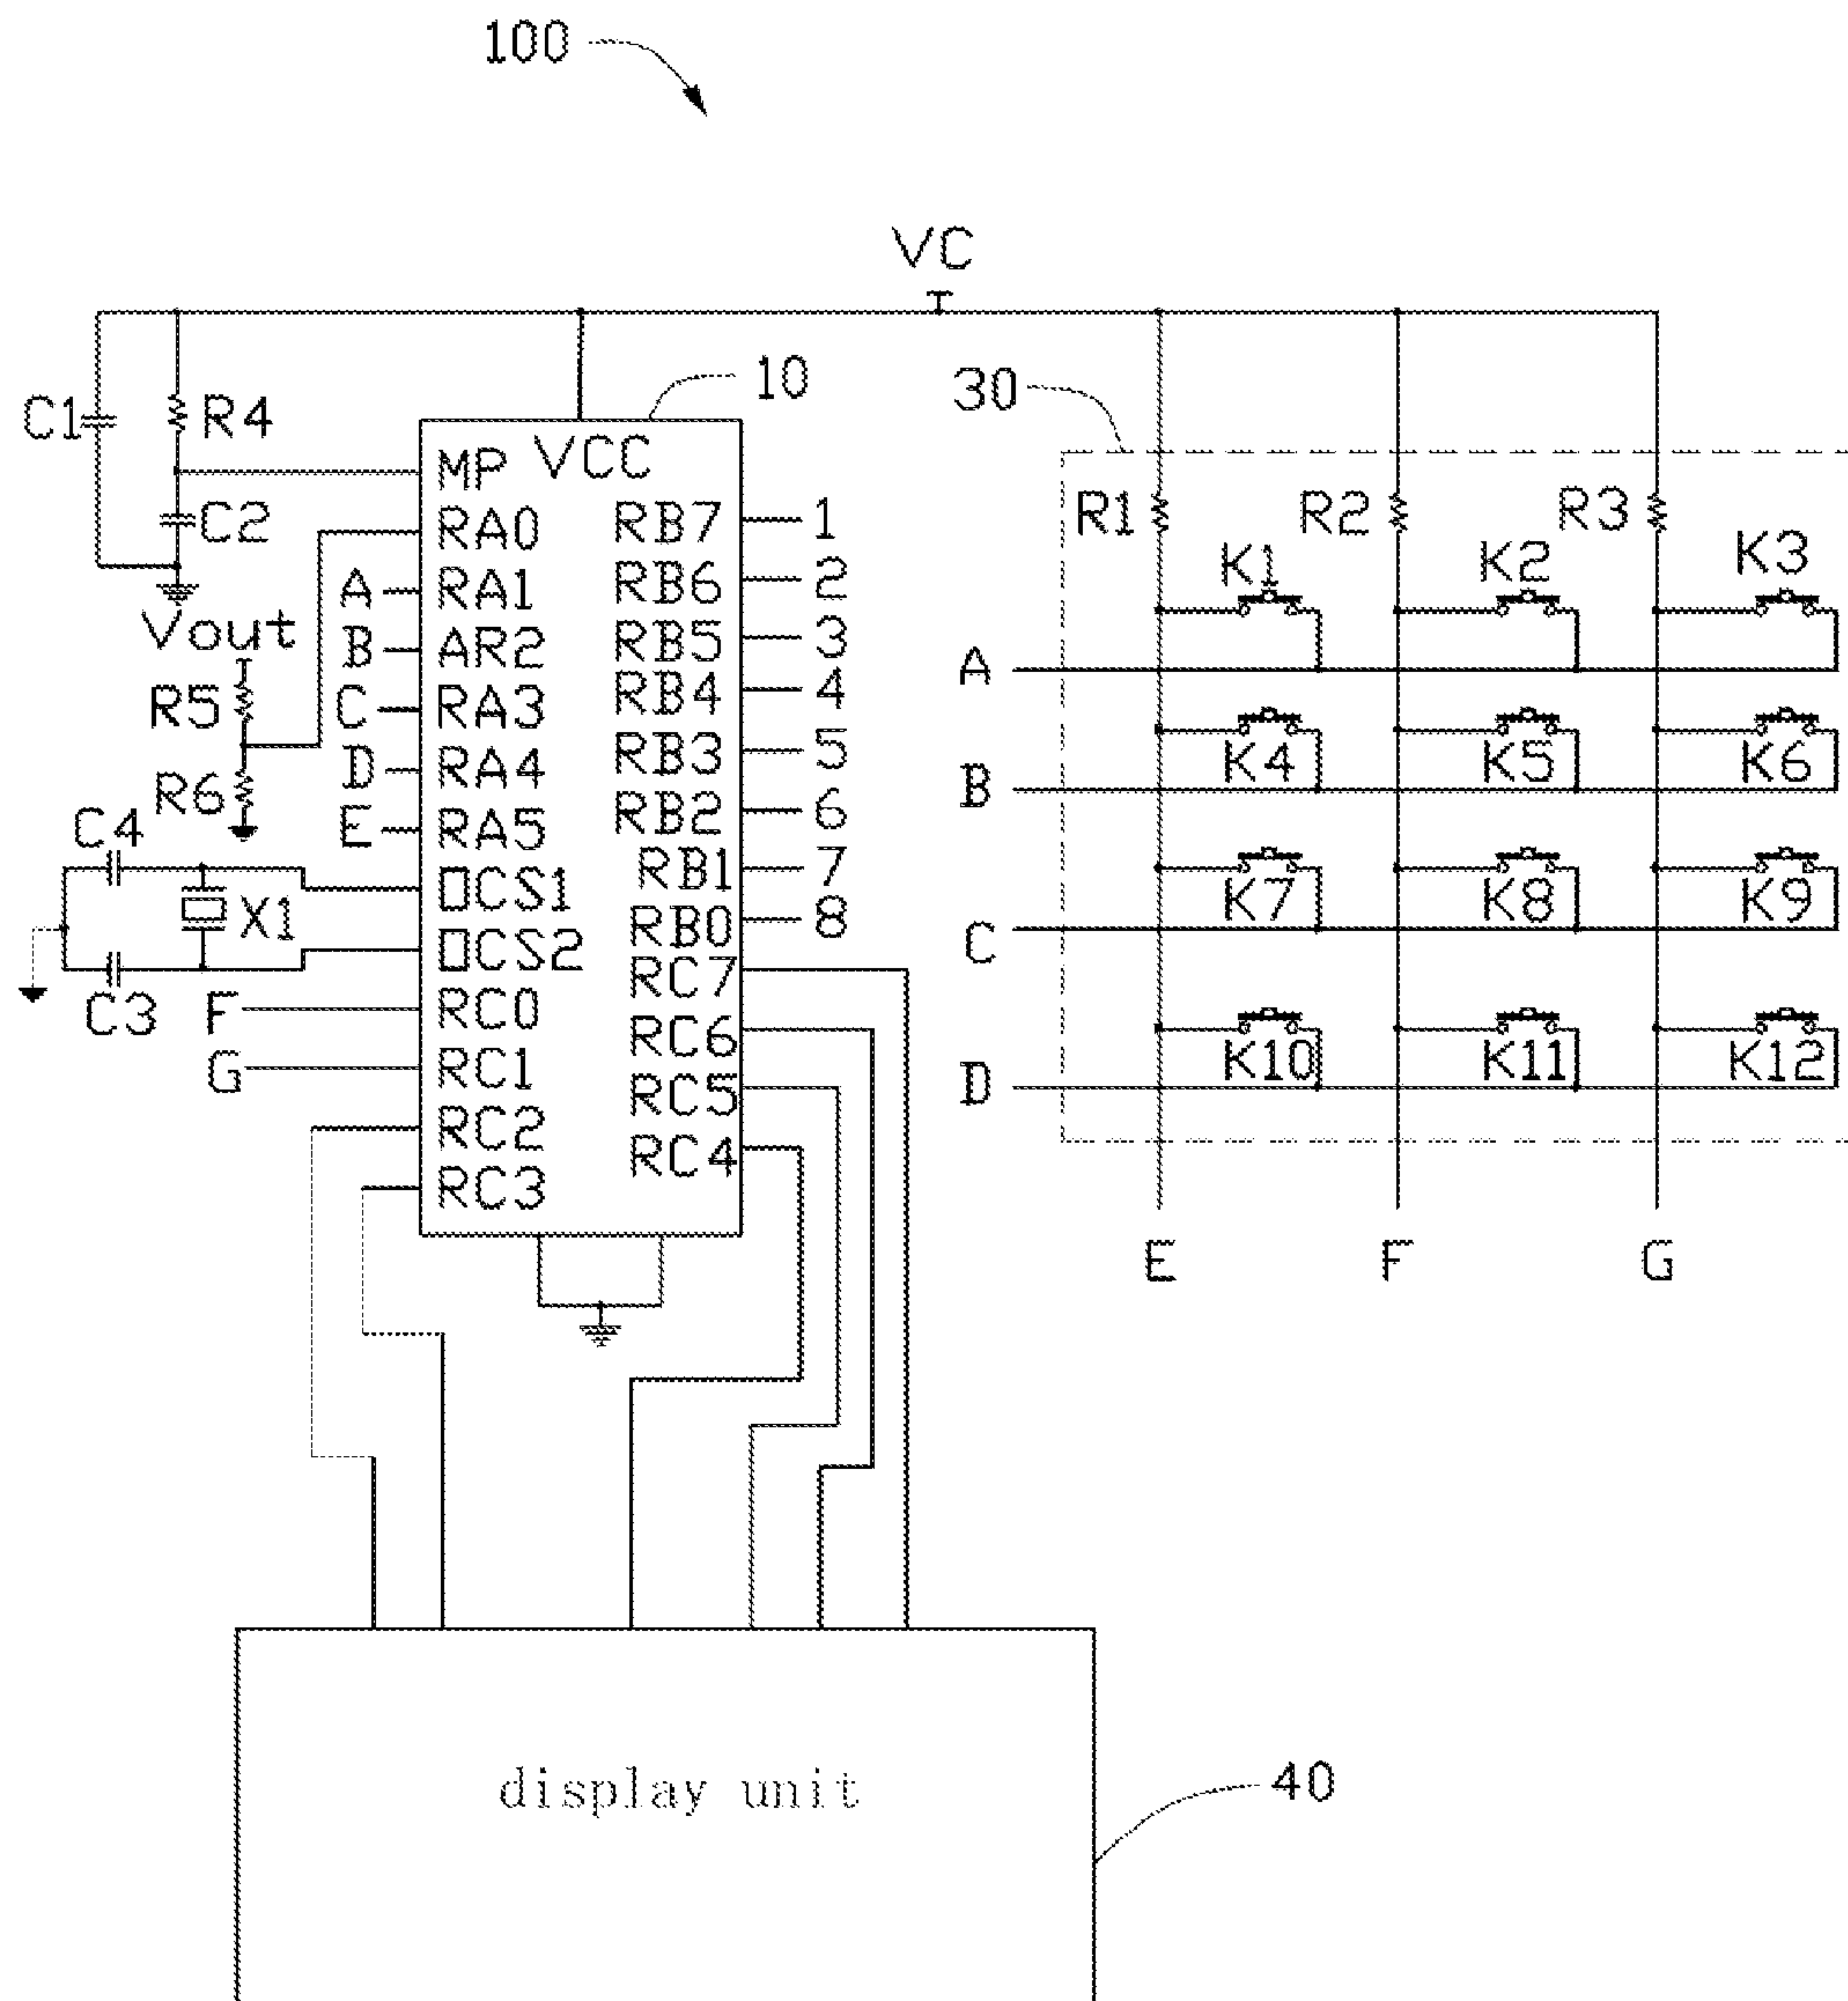 100
VC
10
30
C1
R4
MP
VCC
C2
RA0
RB7
1
R1
R2
R3
A
RA1
RB6
2
K1
K2
K3
Vout
B
AR2
RB5
3
A
R5
C
RA3
RB4
4
R6
D
RA4
RB3
5
B
K4
K5
K6
C4
E
RA5
RB2
6
X1
OCS1
RB1
7
K7
K8
K9
OCS2
RB0
8
C
C3
F
RC0
RC7
RC6
G
RC1
RC5
D
K10
K11
K12
RC2
RC4
RC3
E
F
G
display unit
40